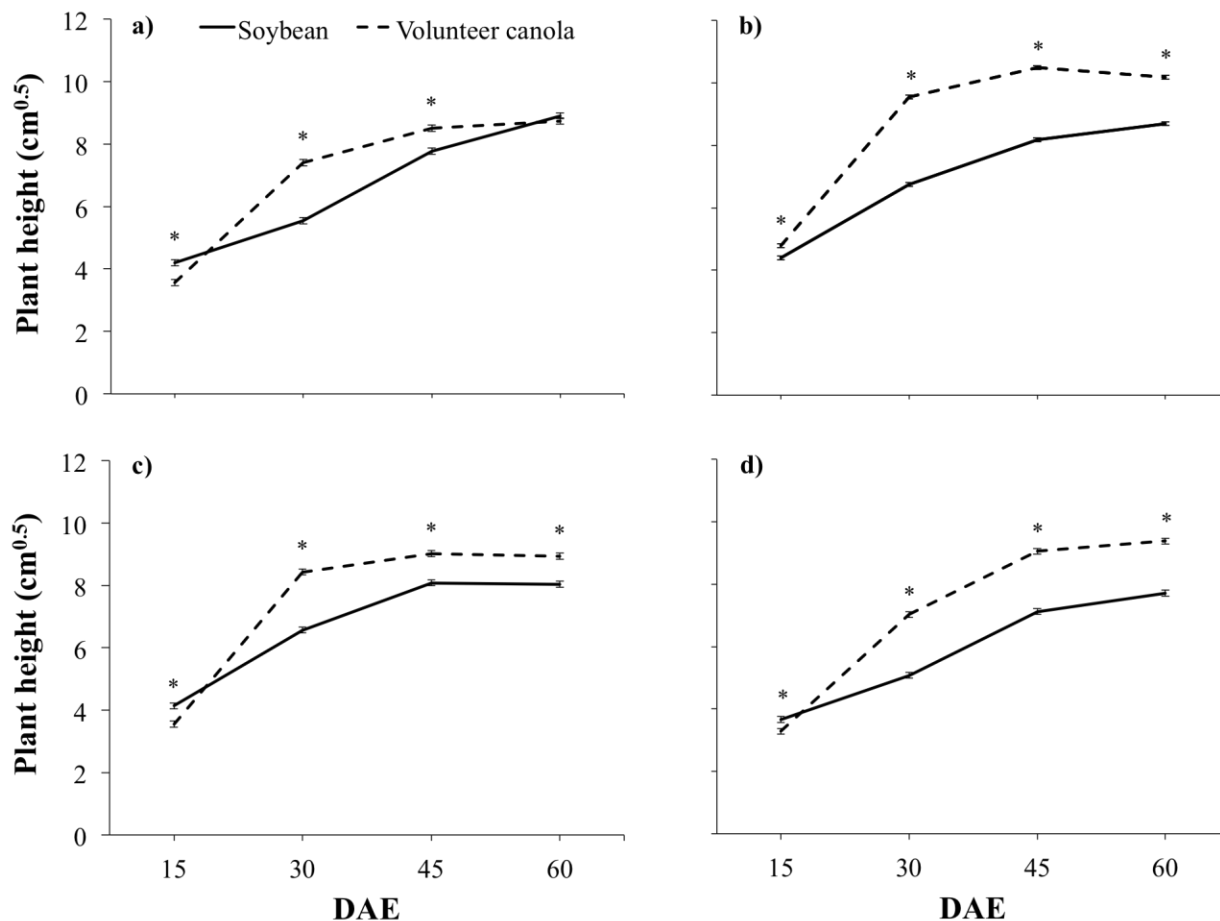 a) Soybean Volunteer canola
b)
Plant height (cm^0.5)
12
10
8
6
4
2
0
* * * *
* * *
c)
d)
Plant height (cm^0.5)
12
10
8
6
4
2
0
* * * *
* * * *
15 30 45 60
15 30 45 60
DAE
DAE